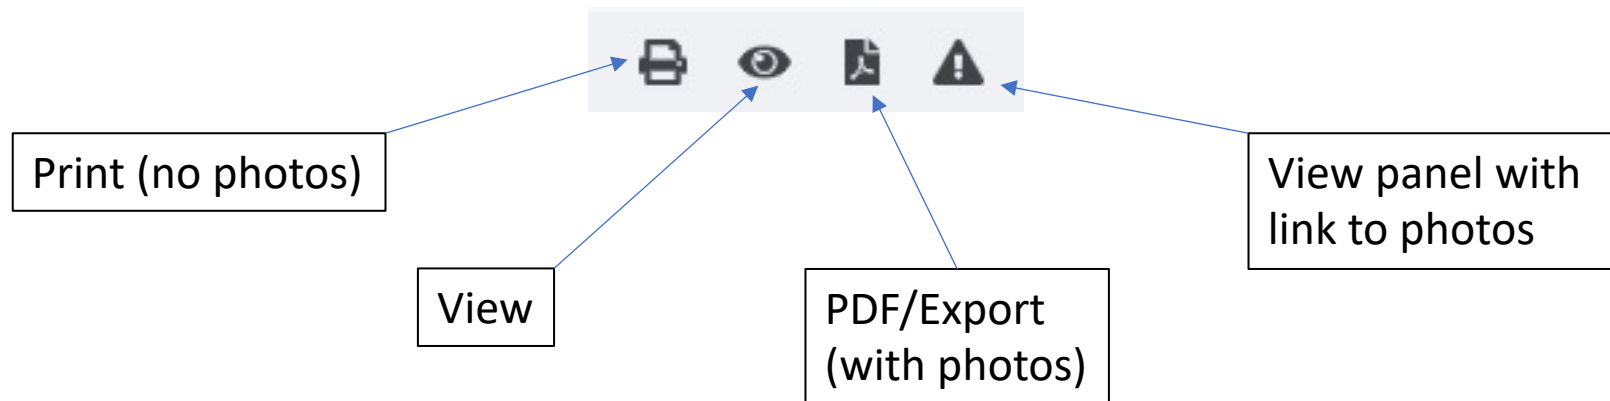 Print (no photos)
View
PDF/Export
(with photos)
View panel with
link to photos